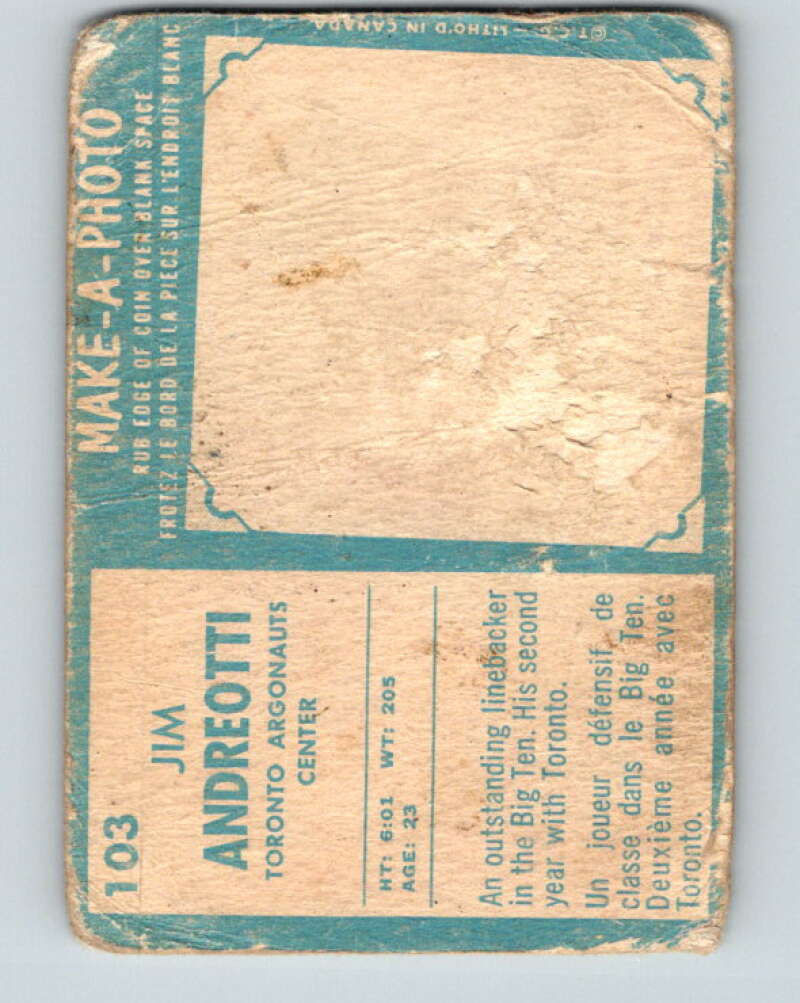 103
JIM
ANDREOTTI
TORONTO ARGONAUTS
CENTER
HT: 6:01 WT: 205
AGE: 23
An outstanding linebacker
in the Big Ten. His second
year with Toronto.
Un joueur défensif de
classe dans le Big Ten.
Deuxième année avec
Toronto.
MAKE-A-PHOTO
RUB EDGE OF COIN OVER BLANK SPACE
FROTEZ LE BORD DE LA PIECE SUR L'ENDROIT BLANC
© T.C.G. – LITHO'D IN CANADA